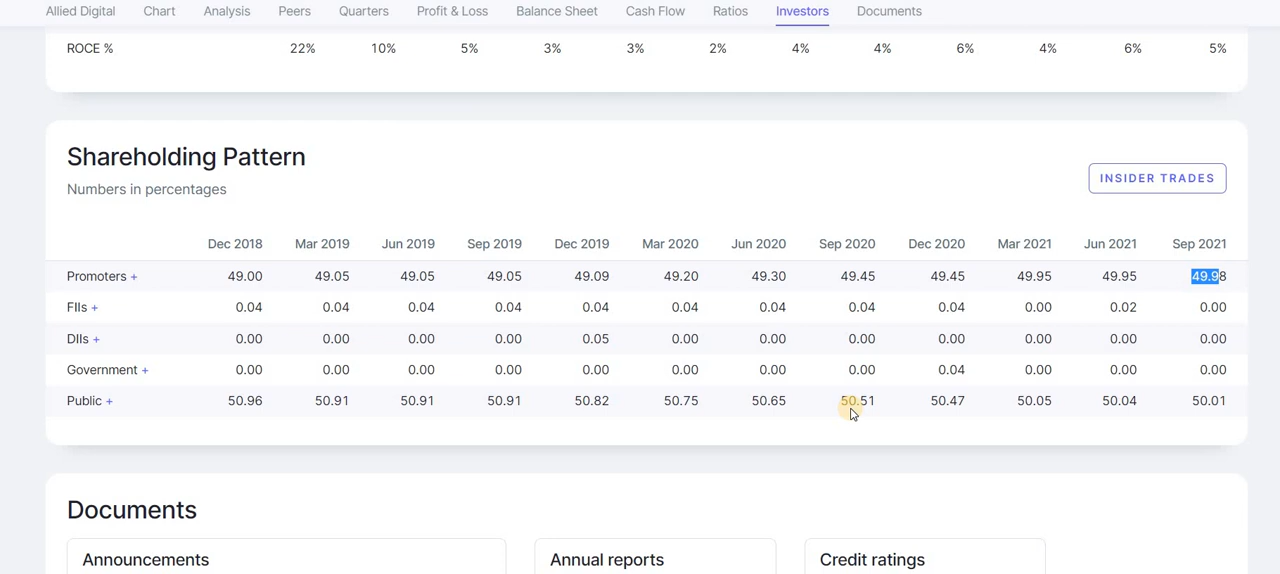 Allied Digital Chart Analysis Peers Quarters Profit & Loss Balance Sheet Cash Flow Ratios Investors Documents
ROCE % 22% 10% 5% 3% 3% 2% 4% 4% 6% 4% 6% 5%
Shareholding Pattern
Numbers in percentages
INSIDER TRADES
Dec 2018 Mar 2019 Jun 2019 Sep 2019 Dec 2019 Mar 2020 Jun 2020 Sep 2020 Dec 2020 Mar 2021 Jun 2021 Sep 2021
Promoters + 49.00 49.05 49.05 49.05 49.09 49.20 49.30 49.45 49.45 49.95 49.95 49.98
FIIs + 0.04 0.04 0.04 0.04 0.04 0.04 0.04 0.04 0.04 0.00 0.02 0.00
DIIs + 0.00 0.00 0.00 0.00 0.05 0.00 0.00 0.00 0.00 0.00 0.00 0.00
Government + 0.00 0.00 0.00 0.00 0.00 0.00 0.00 0.00 0.04 0.00 0.00 0.00
Public + 50.96 50.91 50.91 50.91 50.82 50.75 50.65 50.51 50.47 50.05 50.04 50.01
Documents
Announcements Annual reports Credit ratings